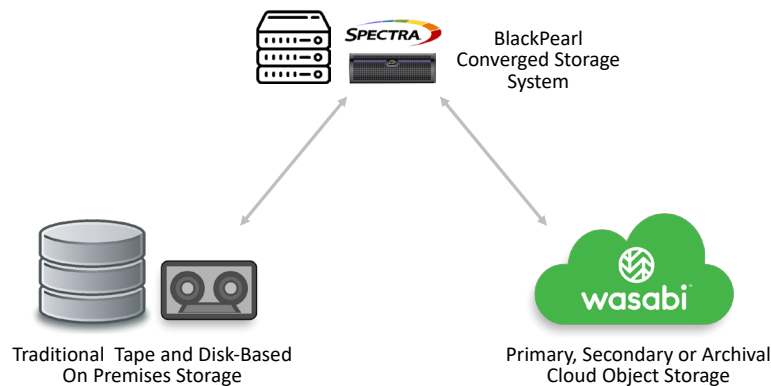 SPECTRA
BlackPearl
Converged Storage
System
wasabi
Traditional Tape and Disk-Based
On Premises Storage
Primary, Secondary or Archival
Cloud Object Storage